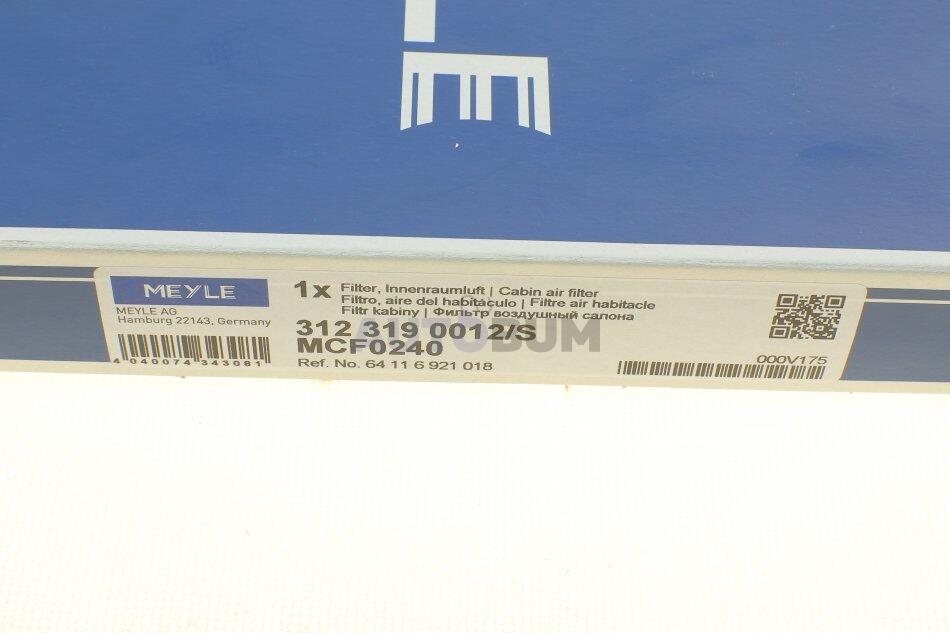 E
MEYLE
MEYLE AG
Hamburg 22143, Germany
4 040074 343081
1x Filter, Innenraumluft | Cabin air filter
Filtro, aire del habitáculo | Filtre air habitacle
Filtr kabiny | Фильтр воздушный салона
312 319 0012/S
MCF0240
Ref. No. 64 11 6 921 018
000V175
AUTOBUM